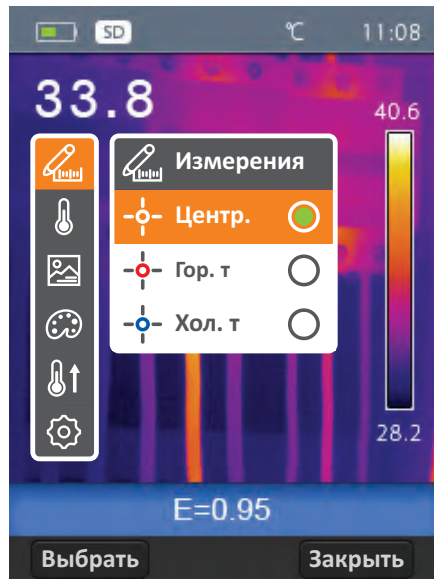 SD °C 11:08
33.8
40.6
Измерения
Центр.
Гор. т
Хол. т
28.2
E=0.95
Выбрать Закрыть